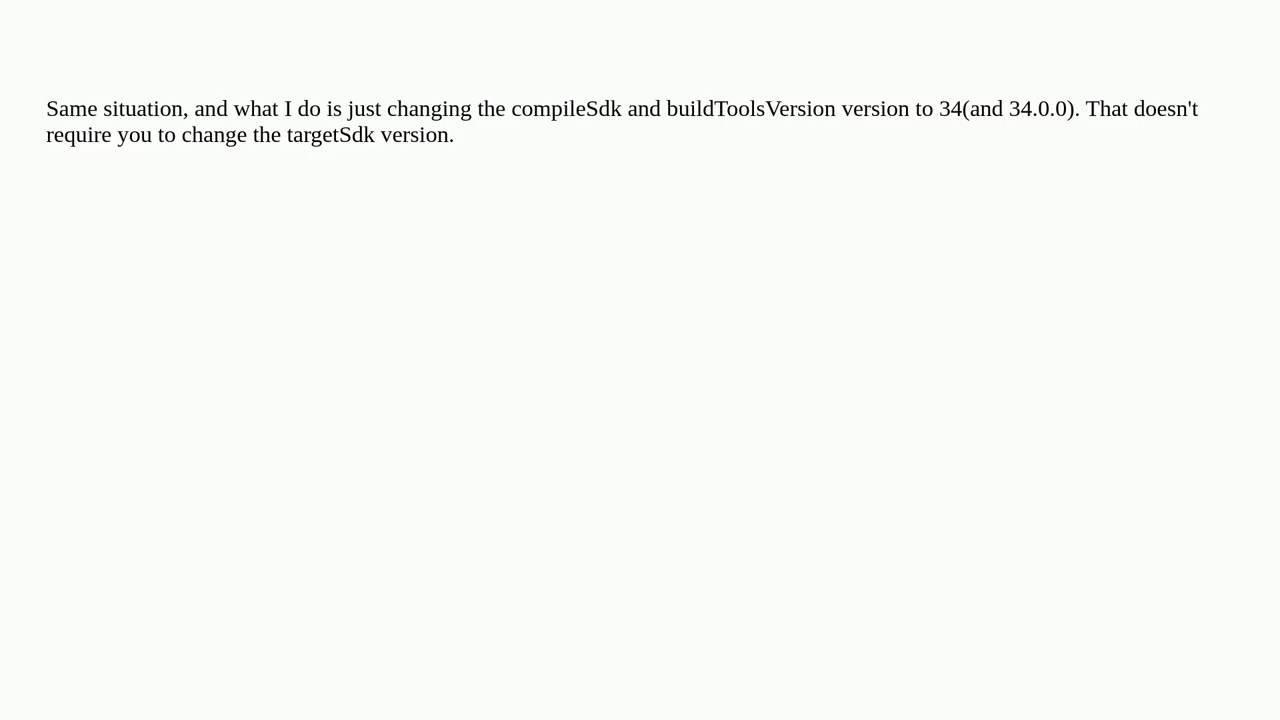 Same situation, and what I do is just changing the compileSdk and buildToolsVersion version to 34(and 34.0.0). That doesn't
require you to change the targetSdk version.